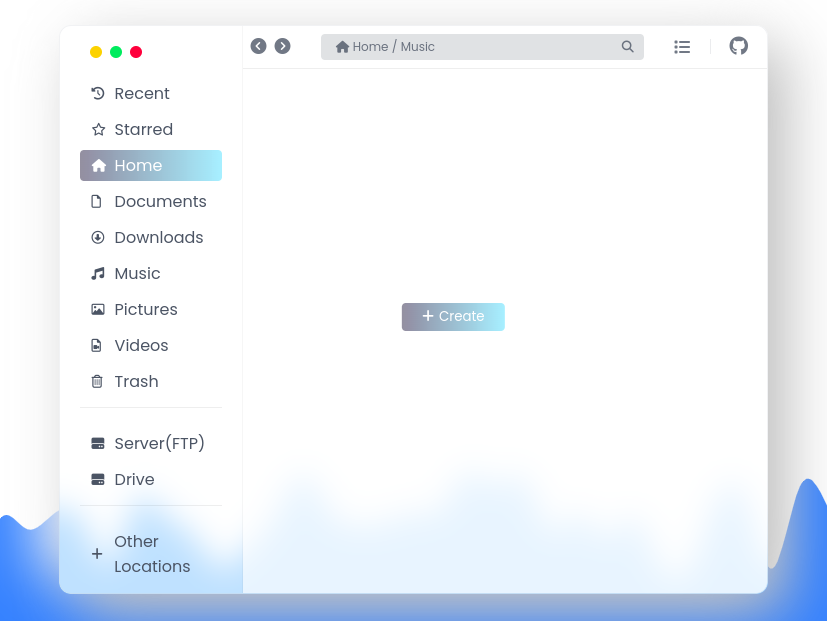 Home / Music
Recent
Starred
Home
Documents
Downloads
Music
Pictures
Videos
Trash
Server(FTP)
Drive
Other
Locations
Create